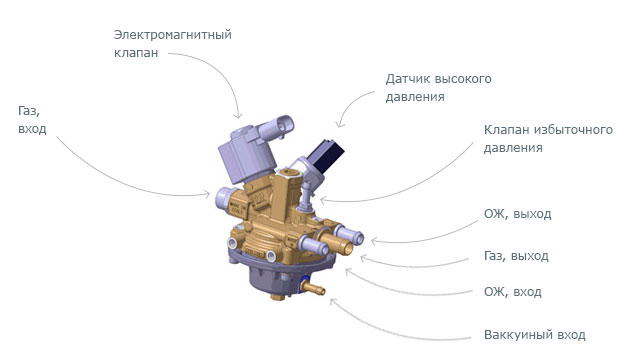 Электромагнитный
клапан
Датчик высокого
давления
Газ,
вход
Клапан избыточного
давления
ОЖ, выход
Газ, выход
ОЖ, вход
Ваккуиный вход